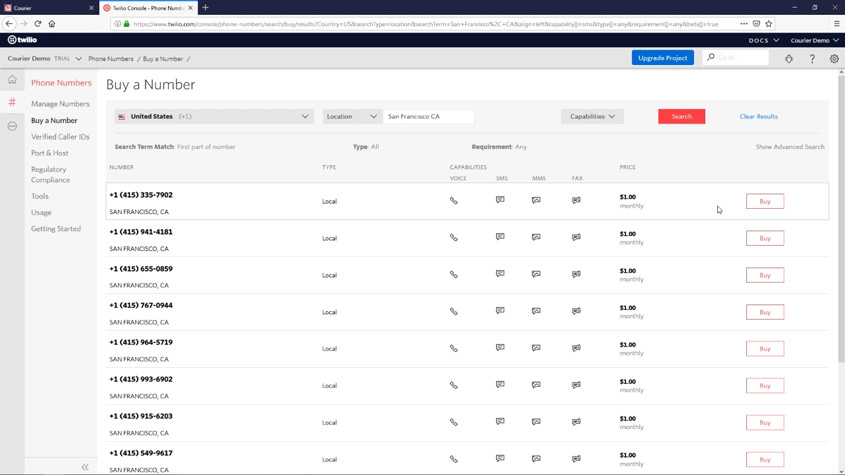 Courier
Twilio Console - Phone Numb
https://www.twilio.com/console/phone-numbers/search/buy/results?Country=US&searchType=location&searchTerm=San+Francisco%2C+CA&align=left&capability[]=sms&type[]=any&requirement[]=any&beta[]=true
twilio
DOCS
Courier Demo
Courier Demo TRIAL
Phone Numbers / Buy a Number /
Upgrade Project
Go to...
Phone Numbers
Manage Numbers
Buy a Number
Verified Caller IDs
Port & Host
Regulatory
Compliance
Tools
Usage
Getting Started
Buy a Number
United States (+1)
Location
San Francisco CA
Capabilities
Search
Clear Results
Search Term Match: First part of number
Type: All
Requirement: Any
Show Advanced Search
NUMBER TYPE CAPABILITIES PRICE
VOICE SMS MMS FAX
+1 (415) 335-7902
SAN FRANCISCO, CA
Local
$1.00
monthly
Buy
+1 (415) 941-4181
SAN FRANCISCO, CA
Local
$1.00
monthly
Buy
+1 (415) 655-0859
SAN FRANCISCO, CA
Local
$1.00
monthly
Buy
+1 (415) 767-0944
SAN FRANCISCO, CA
Local
$1.00
monthly
Buy
+1 (415) 964-5719
SAN FRANCISCO, CA
Local
$1.00
monthly
Buy
+1 (415) 993-6902
SAN FRANCISCO, CA
Local
$1.00
monthly
Buy
+1 (415) 915-6203
SAN FRANCISCO, CA
Local
$1.00
monthly
Buy
+1 (415) 549-9617
SAN FRANCISCO, CA
Local
$1.00
monthly
Buy